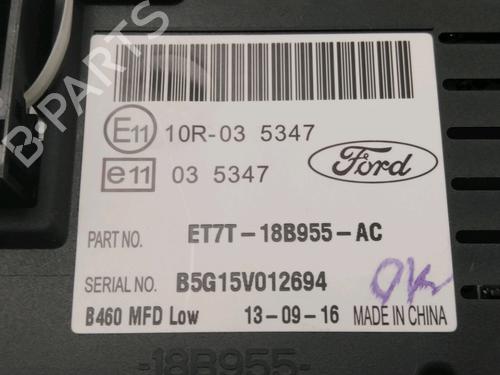 E11 10R-03 5347
e11 03 5347
Ford
PART NO. ET7T-18B955-AC
SERIAL NO. B5G15V012694
OK
B460 MFD Low 13-09-16 MADE IN CHINA
-18B955-
B-PARTS